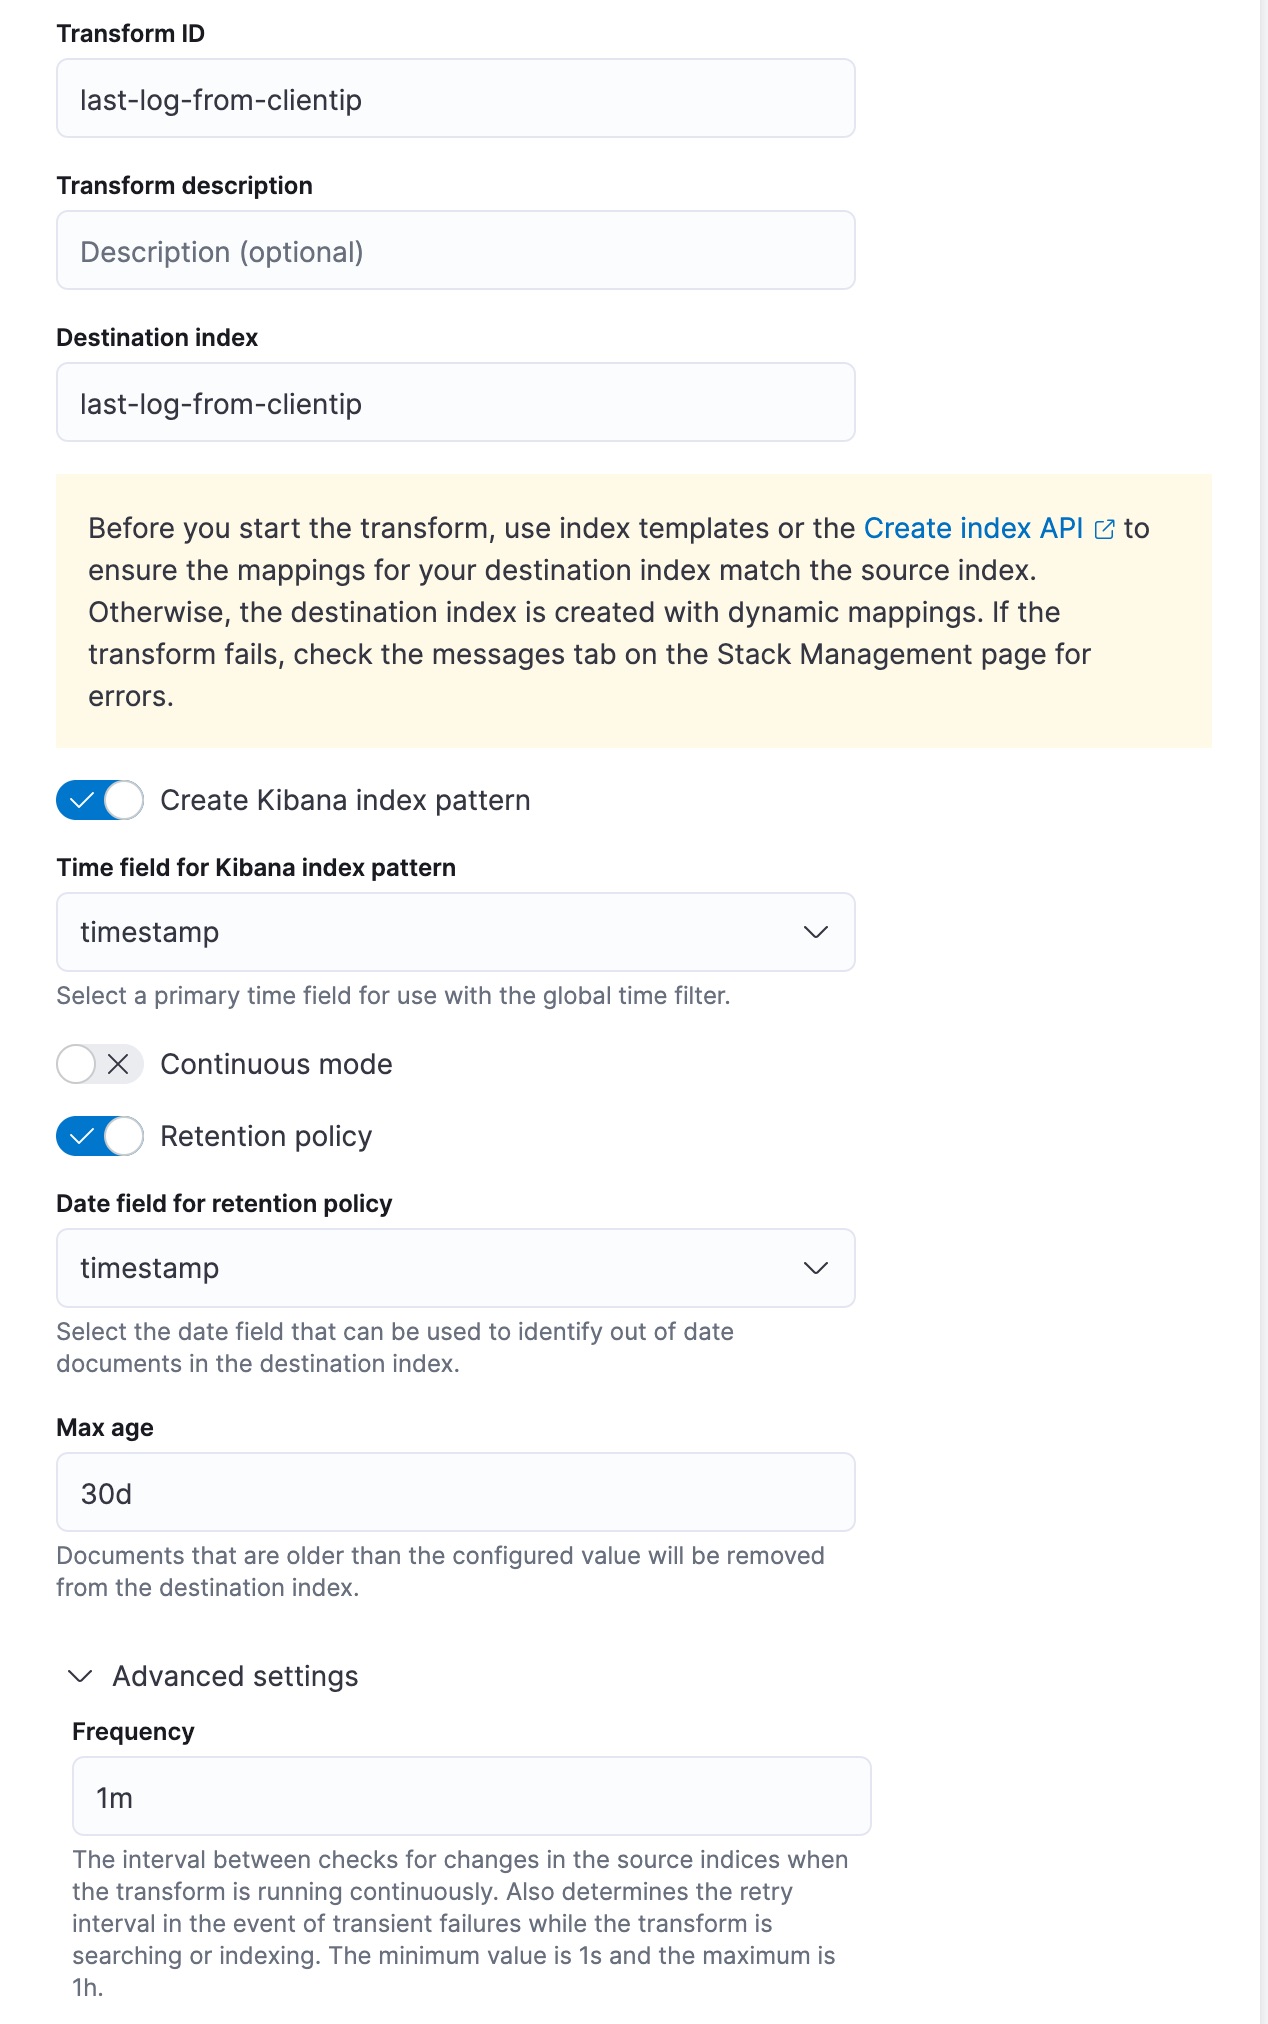 Transform ID
last-log-from-clientip
Transform description
Description (optional)
Destination index
last-log-from-clientip
Before you start the transform, use index templates or the Create index API to
ensure the mappings for your destination index match the source index.
Otherwise, the destination index is created with dynamic mappings. If the
transform fails, check the messages tab on the Stack Management page for
errors.
Create Kibana index pattern
Time field for Kibana index pattern
timestamp
Select a primary time field for use with the global time filter.
Continuous mode
Retention policy
Date field for retention policy
timestamp
Select the date field that can be used to identify out of date
documents in the destination index.
Max age
30d
Documents that are older than the configured value will be removed
from the destination index.
Advanced settings
Frequency
1m
The interval between checks for changes in the source indices when
the transform is running continuously. Also determines the retry
interval in the event of transient failures while the transform is
searching or indexing. The minimum value is 1s and the maximum is
1h.